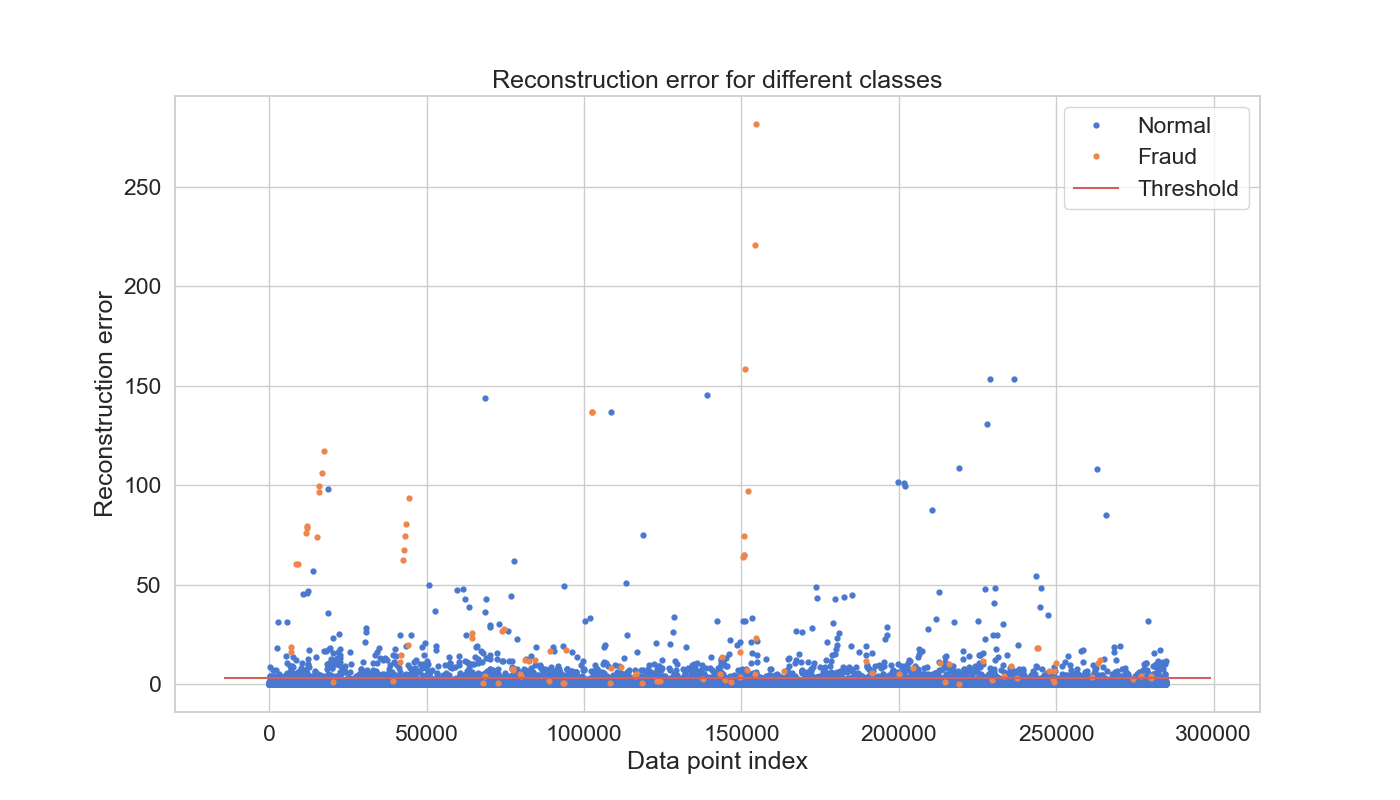 Reconstruction error for different classes
Normal
Fraud
Threshold
250
200
150
100
50
0
Reconstruction error
0 50000 100000 150000 200000 250000 300000
Data point index